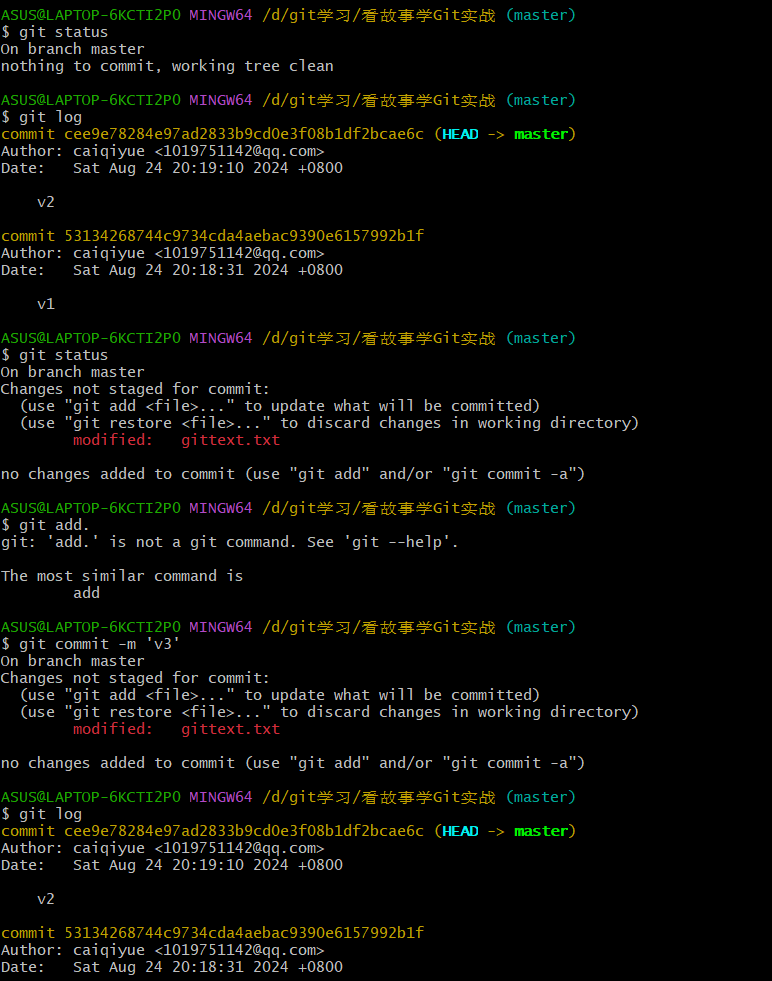 ASUS@LAPTOP-6KCTI2P0 MINGW64 /d/git学习/看故事学Git实战 (master)
$ git status
On branch master
nothing to commit, working tree clean
ASUS@LAPTOP-6KCTI2P0 MINGW64 /d/git学习/看故事学Git实战 (master)
$ git log
commit cee9e78284e97ad2833b9cd0e3f08b1df2bcae6c (HEAD -> master)
Author: caiqiyue <1019751142@qq.com>
Date:   Sat Aug 24 20:19:10 2024 +0800
    v2
commit 53134268744c9734cda4aebac9390e6157992b1f
Author: caiqiyue <1019751142@qq.com>
Date:   Sat Aug 24 20:18:31 2024 +0800
    v1
ASUS@LAPTOP-6KCTI2P0 MINGW64 /d/git学习/看故事学Git实战 (master)
$ git status
On branch master
Changes not staged for commit:
  (use "git add <file>..." to update what will be committed)
  (use "git restore <file>..." to discard changes in working directory)
        modified:   gittext.txt
no changes added to commit (use "git add" and/or "git commit -a")
ASUS@LAPTOP-6KCTI2P0 MINGW64 /d/git学习/看故事学Git实战 (master)
$ git add.
git: 'add.' is not a git command. See 'git --help'.
The most similar command is
        add
ASUS@LAPTOP-6KCTI2P0 MINGW64 /d/git学习/看故事学Git实战 (master)
$ git commit -m 'v3'
On branch master
Changes not staged for commit:
  (use "git add <file>..." to update what will be committed)
  (use "git restore <file>..." to discard changes in working directory)
        modified:   gittext.txt
no changes added to commit (use "git add" and/or "git commit -a")
ASUS@LAPTOP-6KCTI2P0 MINGW64 /d/git学习/看故事学Git实战 (master)
$ git log
commit cee9e78284e97ad2833b9cd0e3f08b1df2bcae6c (HEAD -> master)
Author: caiqiyue <1019751142@qq.com>
Date:   Sat Aug 24 20:19:10 2024 +0800
    v2
commit 53134268744c9734cda4aebac9390e6157992b1f
Author: caiqiyue <1019751142@qq.com>
Date:   Sat Aug 24 20:18:31 2024 +0800